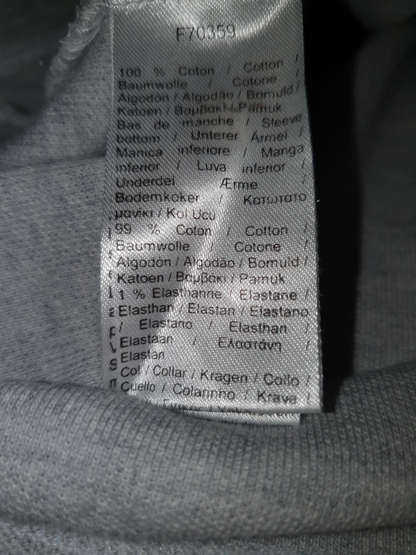 F70359
100 % Coton / Cotton /
Baumwolle / Cotone /
Algodón / Algodão / Bomuld /
Katoen / Βαμβάκι / Pamuk
Bas de manche / Sleeve
bottom / Unterer Ärmel /
Manica inferiore / Manga
inferior / Luva inferior /
Underdel Ærme /
Bodemkoker / Κατωτατο
μανίκι / Kol Ucu
99 % Coton / Cotton /
Baumwolle / Cotone /
Algodón / Algodão / Bomuld /
Katoen / Βαμβάκι / Pamuk
1 % Elasthanne / Elastane /
Elasthan / Elastan / Elastano
/ Elastano / Elasthan /
Elastaan / Ελαστάνη /
Elastan
Col / Collar / Kragen / Collo /
Cuello / Colarinho / Krave /